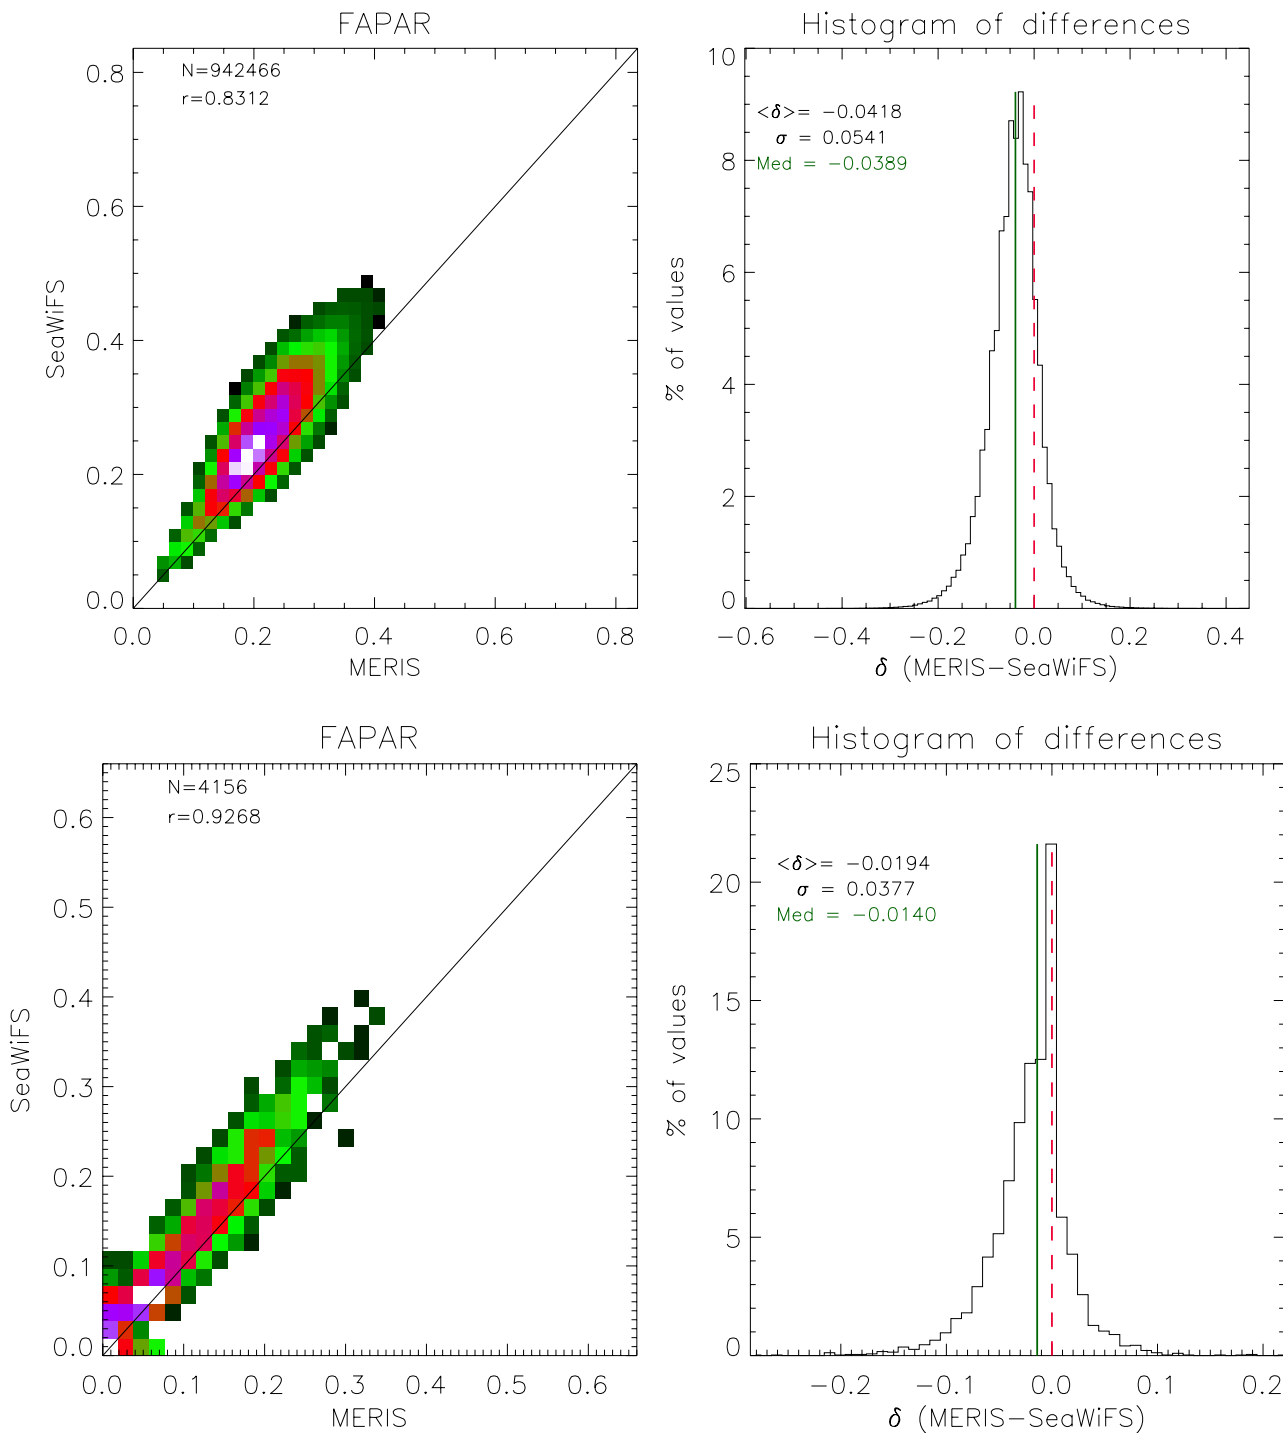 FAPAR
N=942466
r=0.8312
SeaWiFS
0.8
0.6
0.4
0.2
0.0
0.0 0.2 0.4 0.6 0.8
MERIS
Histogram of differences
<δ>= −0.0418
σ = 0.0541
Med = −0.0389
% of values
10
8
6
4
2
0
−0.6 −0.4 −0.2 0.0 0.2 0.4
δ (MERIS−SeaWiFS)
FAPAR
N=4156
r=0.9268
SeaWiFS
0.6
0.5
0.4
0.3
0.2
0.1
0.0
0.0 0.1 0.2 0.3 0.4 0.5 0.6
MERIS
Histogram of differences
<δ>= −0.0194
σ = 0.0377
Med = −0.0140
% of values
25
20
15
10
5
0
−0.2 −0.1 0.0 0.1 0.2
δ (MERIS−SeaWiFS)